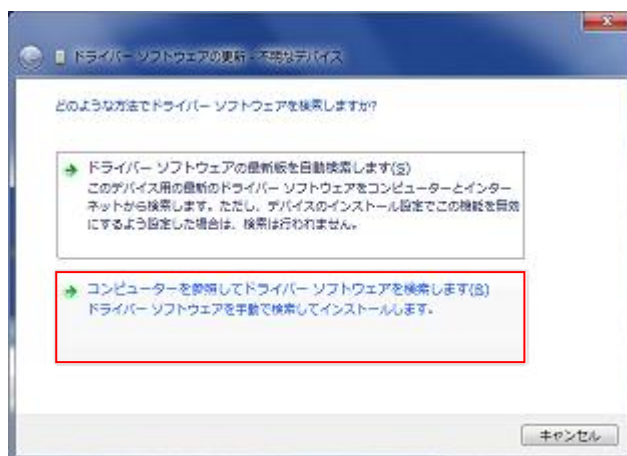 ドライバー ソフトウェアの更新 - 不明なデバイス
どのような方法でドライバー ソフトウェアを検索しますか?
ドライバー ソフトウェアの最新版を自動検索します(S)
このデバイス用の最新のドライバー ソフトウェアをコンピューターとインター
ネットから検索します。ただし、デバイスのインストール設定でこの機能を無効
にするよう設定した場合は、検索は行われません。
コンピューターを参照してドライバー ソフトウェアを検索します(R)
ドライバー ソフトウェアを手動で検索してインストールします。
キャンセル